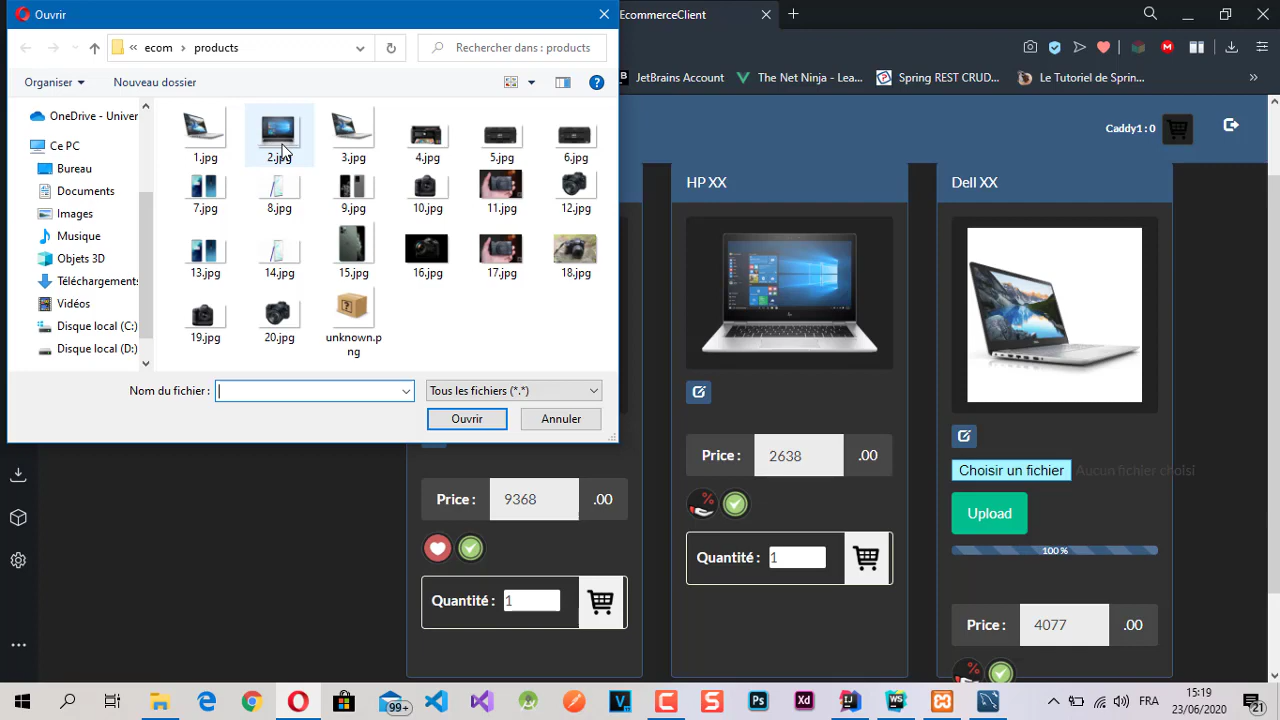 Ouvrir
EcommerceClient
ecom
products
Rechercher dans : products
Organiser
Nouveau dossier
JetBrains Account
The Net Ninja - Lea...
Spring REST CRUD...
Le Tutoriel de Sprin...
OneDrive - Univer
Ce PC
Bureau
Documents
Images
Musique
Objets 3D
Téléchargements
Vidéos
Disque local (C:)
Disque local (D:)
1.jpg
2.jpg
3.jpg
4.jpg
5.jpg
6.jpg
7.jpg
8.jpg
9.jpg
10.jpg
11.jpg
12.jpg
13.jpg
14.jpg
15.jpg
16.jpg
17.jpg
18.jpg
19.jpg
20.jpg
unknown.p
ng
Nom du fichier :
Tous les fichiers (*.*)
Ouvrir
Annuler
Caddy1:0
HP XX
Dell XX
Price : 9368 .00
Quantité : 1
Price : 2638 .00
Quantité : 1
Choisir un fichier Aucun fichier choisi
Upload
100 %
Price : 4077 .00
99+
FRA
15:19
23/06/2020
21